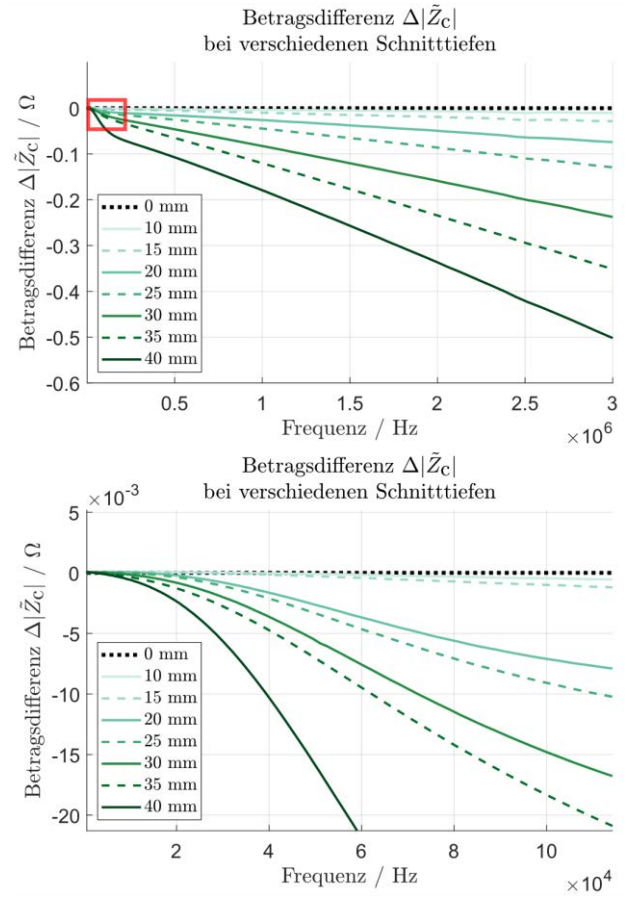 Betragsdifferenz Δ|Z̃_C|
bei verschiedenen Schnitttiefen
Betragsdifferenz Δ|Z̃_C| / Ω
0
-0.1
-0.2
-0.3
-0.4
-0.5
-0.6
0 mm
10 mm
15 mm
20 mm
25 mm
30 mm
35 mm
40 mm
0.5 1 1.5 2 2.5 3
Frequenz / Hz
×10⁶
Betragsdifferenz Δ|Z̃_C|
bei verschiedenen Schnitttiefen
×10⁻³
Betragsdifferenz Δ|Z̃_C| / Ω
5
0
-5
-10
-15
-20
0 mm
10 mm
15 mm
20 mm
25 mm
30 mm
35 mm
40 mm
2 4 6 8 10
Frequenz / Hz
×10⁴